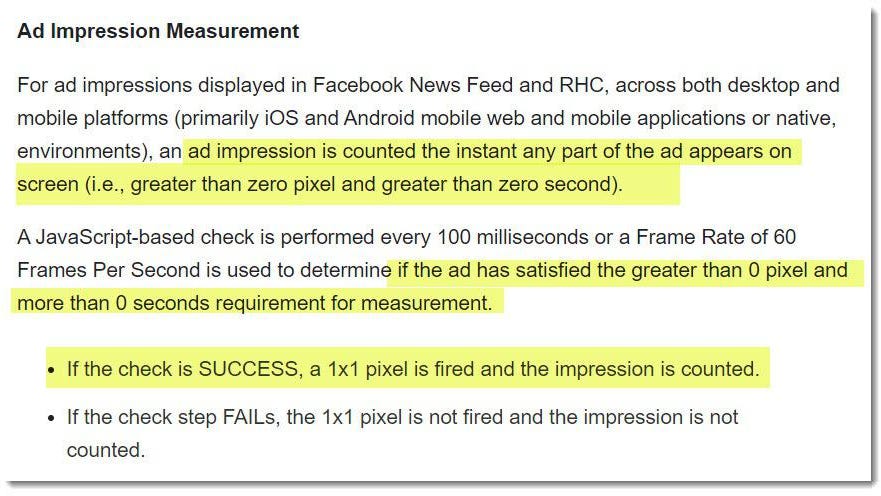 Ad Impression Measurement
For ad impressions displayed in Facebook News Feed and RHC, across both desktop and
mobile platforms (primarily iOS and Android mobile web and mobile applications or native,
environments), an ad impression is counted the instant any part of the ad appears on
screen (i.e., greater than zero pixel and greater than zero second).
A JavaScript-based check is performed every 100 milliseconds or a Frame Rate of 60
Frames Per Second is used to determine if the ad has satisfied the greater than 0 pixel and
more than 0 seconds requirement for measurement.
• If the check is SUCCESS, a 1x1 pixel is fired and the impression is counted.
• If the check step FAILs, the 1x1 pixel is not fired and the impression is not
counted.